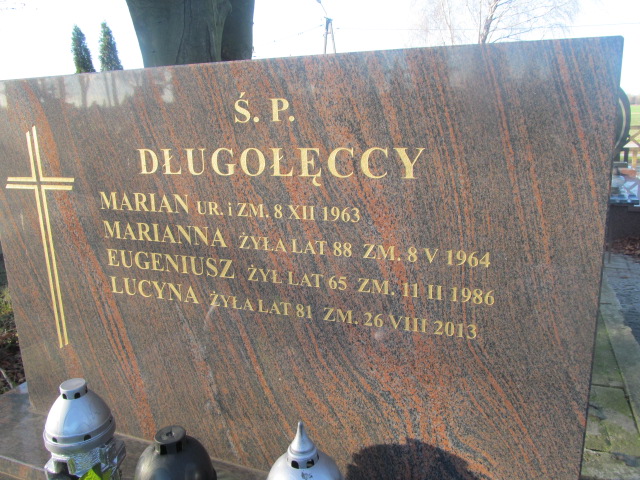 Ś. P.
DŁUGOŁĘCCY
MARIAN UR. i ZM. 8 XII 1963
MARIANNA ŻYŁA LAT 88 ZM. 8 V 1964
EUGENIUSZ ŻYŁ LAT 65 ZM. 11 II 1986
LUCYNA ŻYŁA LAT 81 ZM. 26 VIII 2013